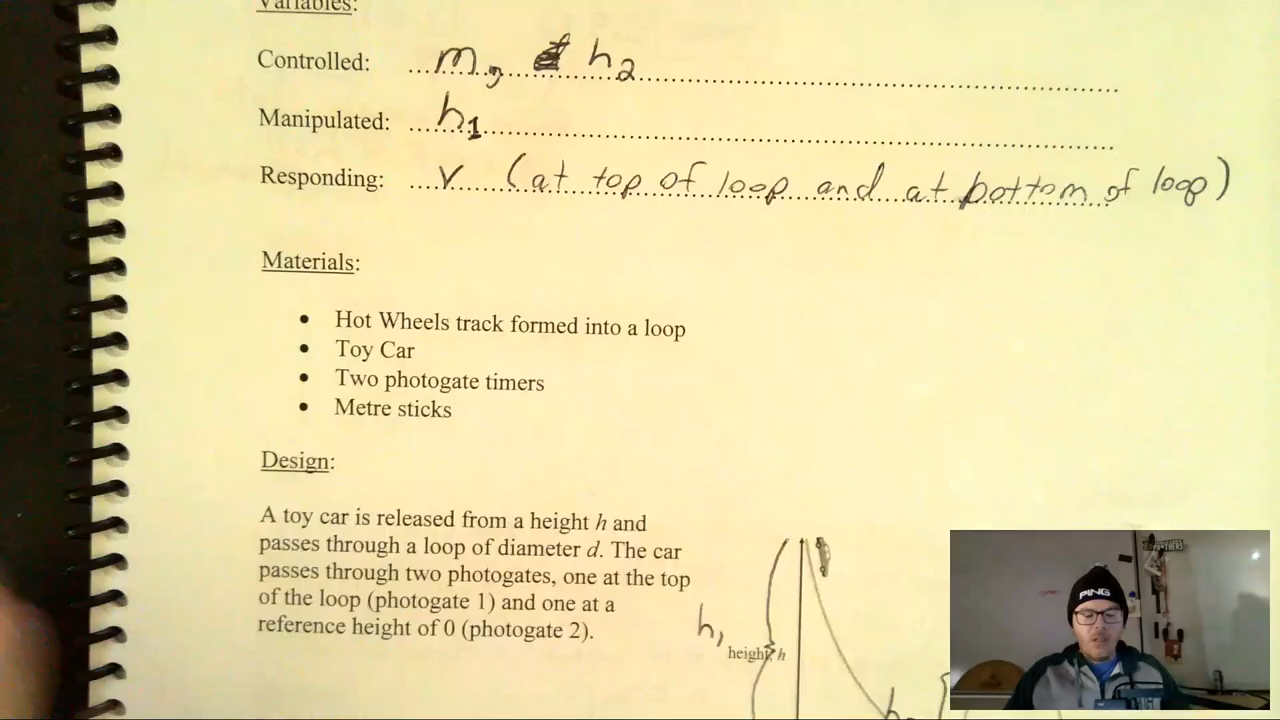 Variables:
Controlled: m, h2
Manipulated: h1
Responding: v (at top of loop and at bottom of loop)
Materials:
• Hot Wheels track formed into a loop
• Toy Car
• Two photogate timers
• Metre sticks
Design:
A toy car is released from a height h and
passes through a loop of diameter d. The car
passes through two photogates, one at the top
of the loop (photogate 1) and one at a
reference height of 0 (photogate 2).
h1
height, h
h
PING
PANTHERS